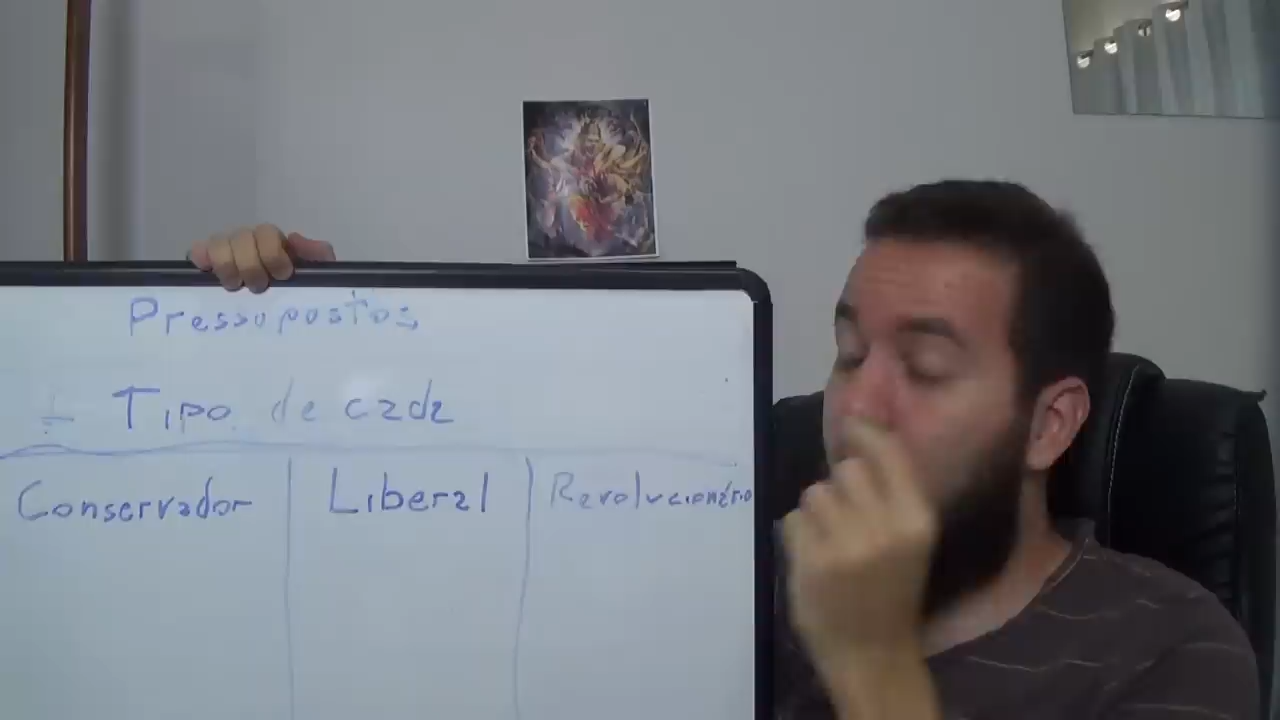 Pressupostos
Tipo de cada
Conservador Liberal Revolucionário